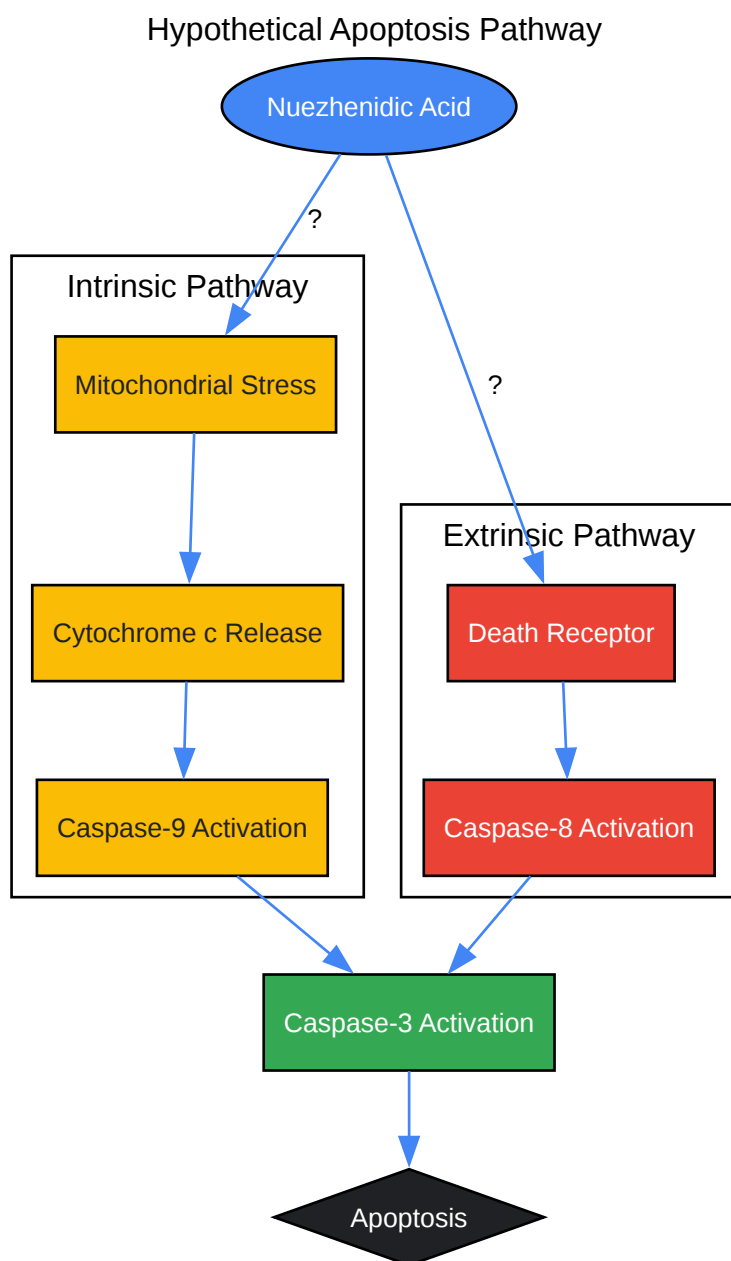 Hypothetical Apoptosis Pathway
Nuezhenidic Acid
?
Intrinsic Pathway
Mitochondrial Stress
?
Extrinsic Pathway
Cytochrome c Release
Death Receptor
Caspase-9 Activation
Caspase-8 Activation
Caspase-3 Activation
Apoptosis